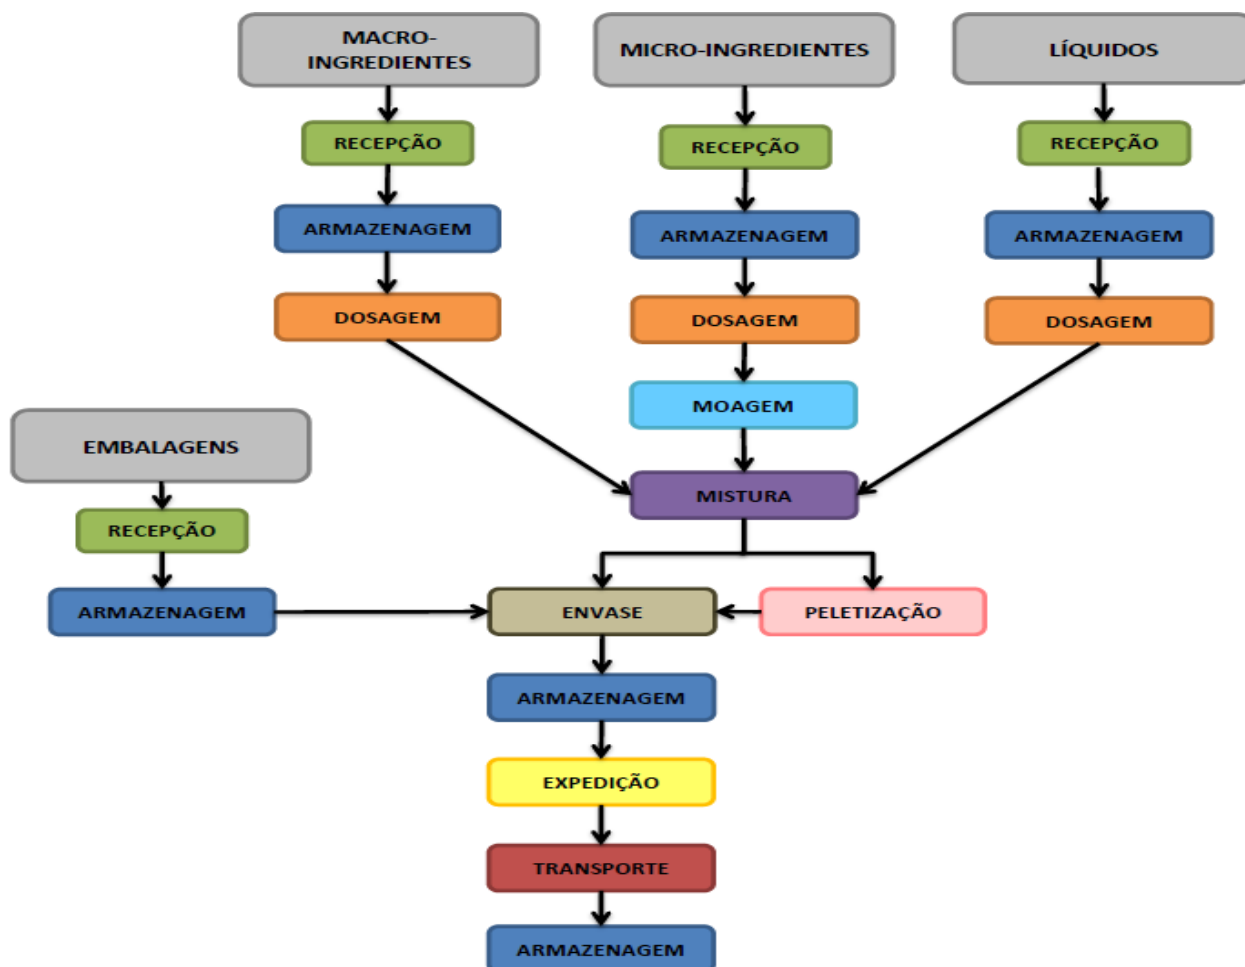 MACRO-
INGREDIENTES
MICRO-INGREDIENTES
LÍQUIDOS
RECEPÇÃO
RECEPÇÃO
RECEPÇÃO
ARMAZENAGEM
ARMAZENAGEM
ARMAZENAGEM
DOSAGEM
DOSAGEM
DOSAGEM
MOAGEM
EMBALAGENS
MISTURA
RECEPÇÃO
ARMAZENAGEM
ENVASE
PELETIZAÇÃO
ARMAZENAGEM
EXPEDIÇÃO
TRANSPORTE
ARMAZENAGEM